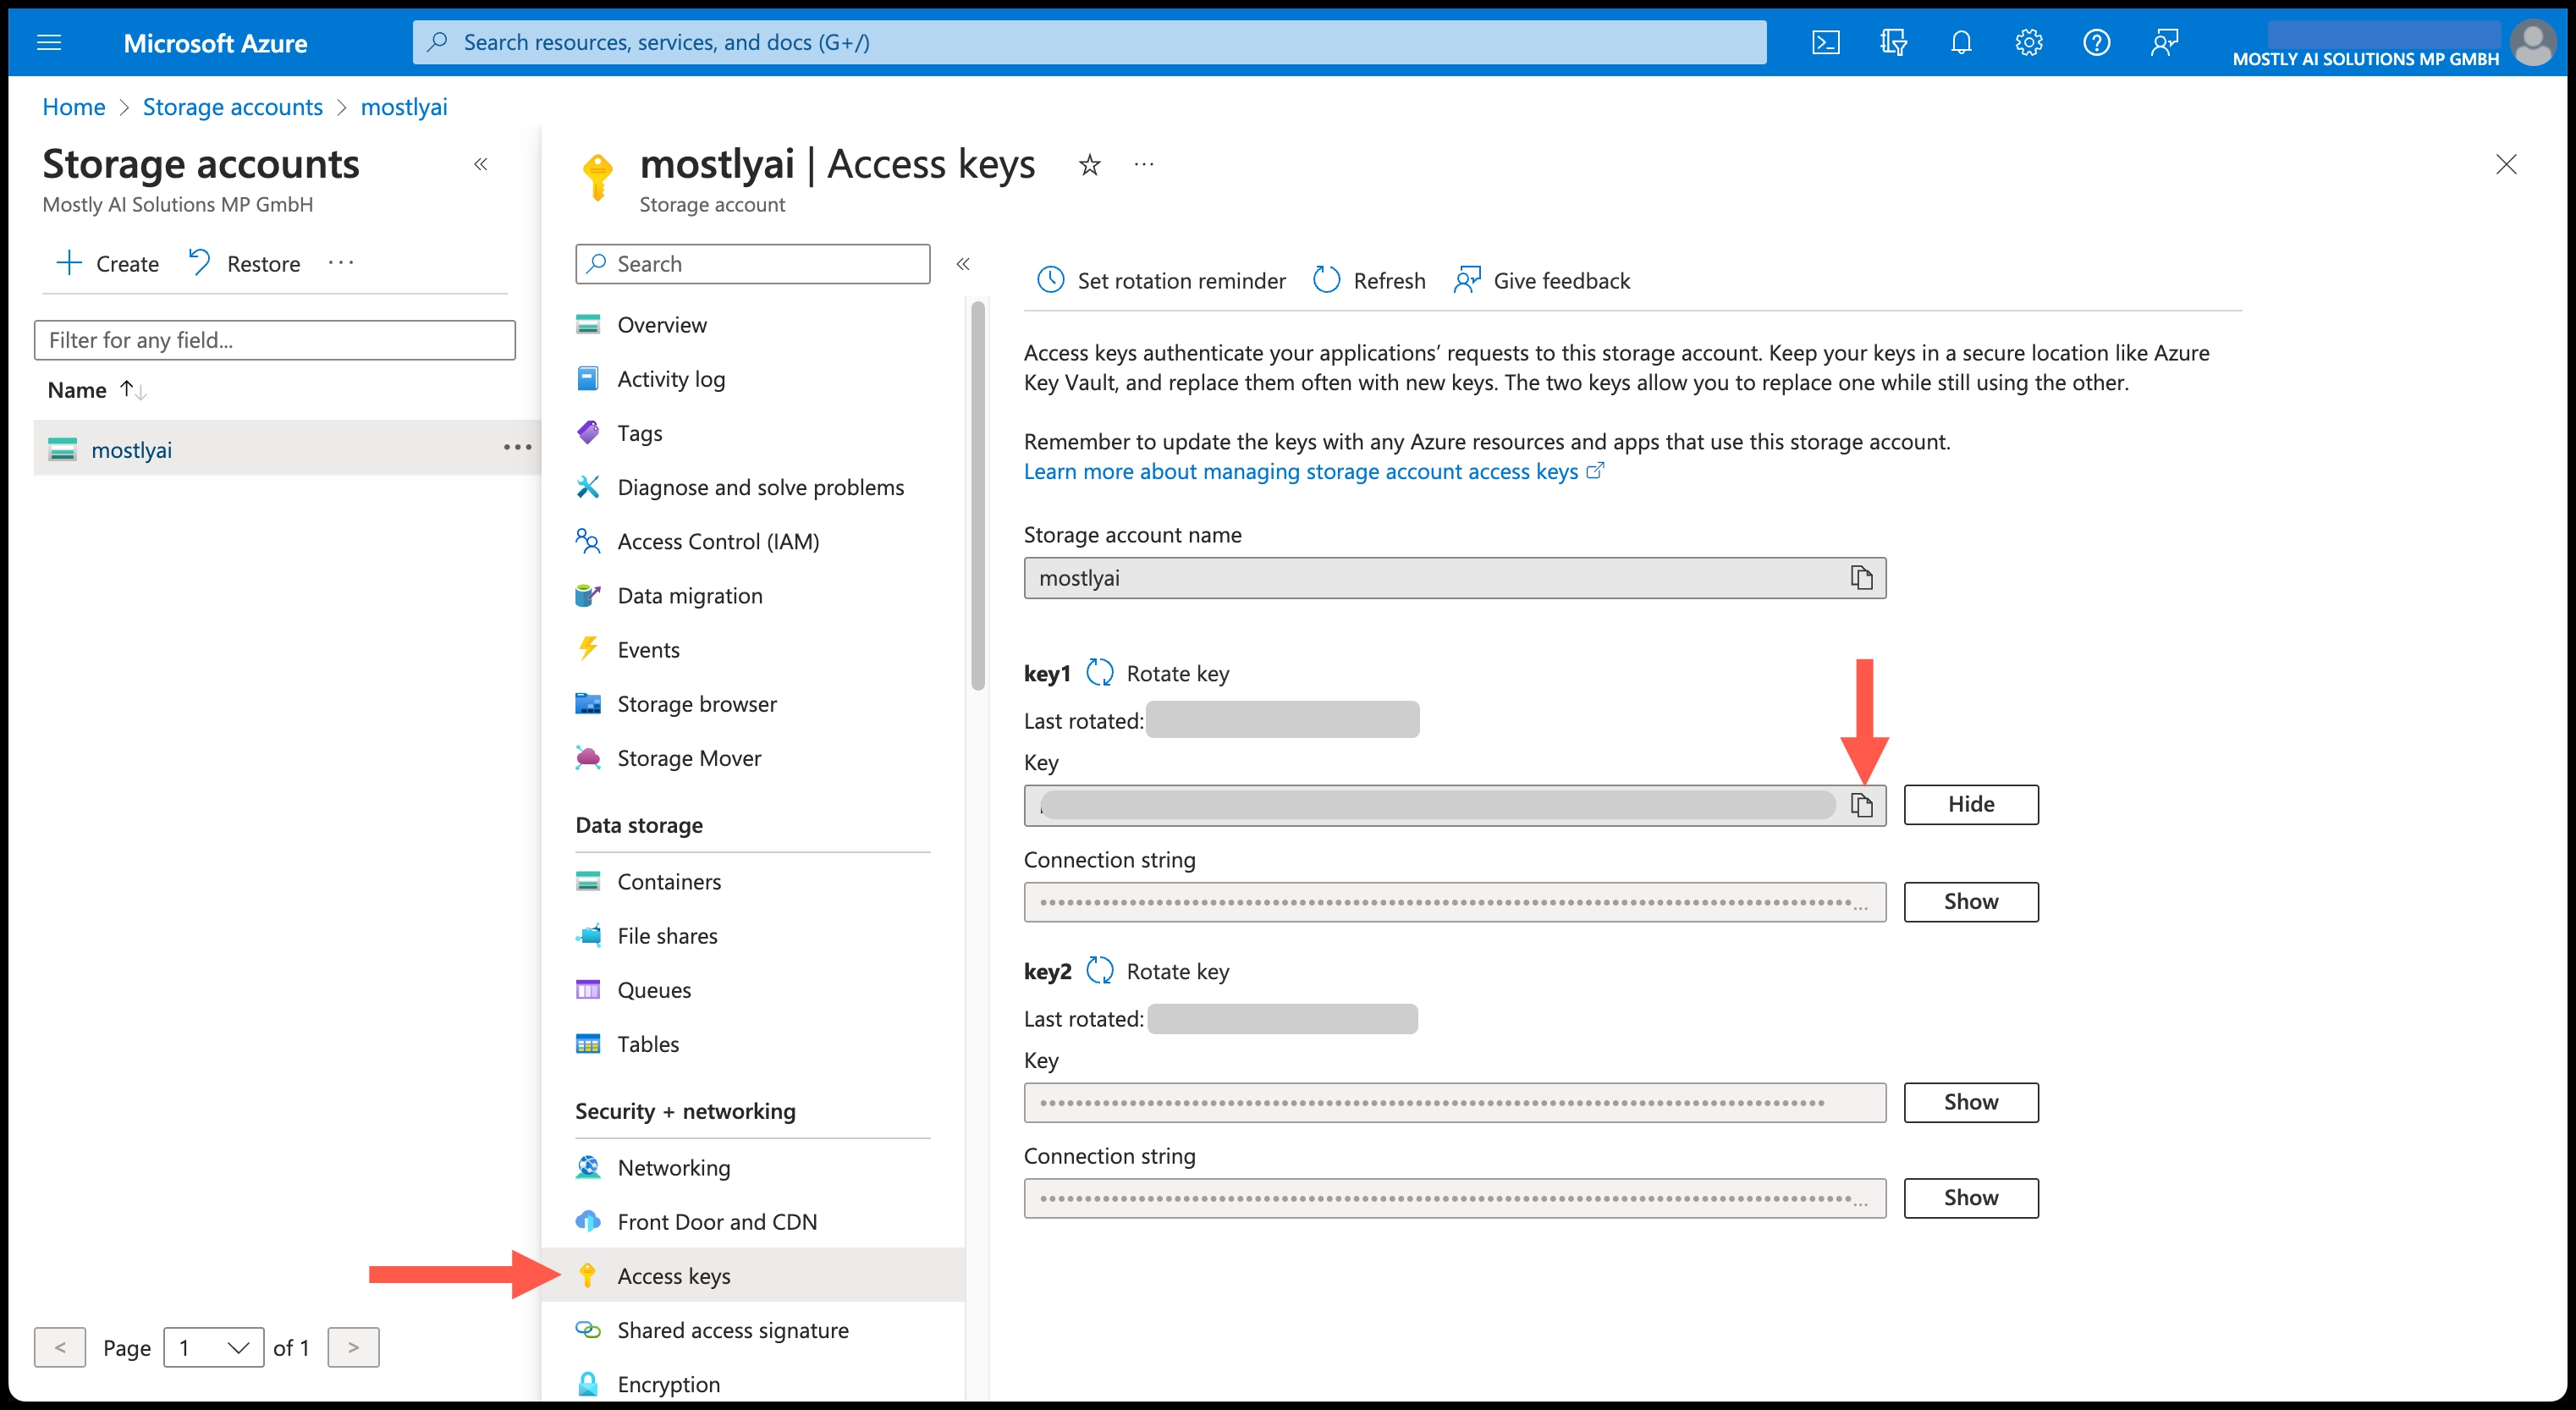 Microsoft Azure
Search resources, services, and docs (G+/)
MOSTLY AI SOLUTIONS MP GMBH
Home > Storage accounts > mostlyai
Storage accounts
Mostly AI Solutions MP GmbH
Create Restore ...
Filter for any field...
Name
mostlyai ...
< Page 1 of 1 >
mostlyai | Access keys ...
Storage account
Search
Overview
Activity log
Tags
Diagnose and solve problems
Access Control (IAM)
Data migration
Events
Storage browser
Storage Mover
Data storage
Containers
File shares
Queues
Tables
Security + networking
Networking
Front Door and CDN
Access keys
Shared access signature
Encryption
Set rotation reminder Refresh Give feedback
Access keys authenticate your applications’ requests to this storage account. Keep your keys in a secure location like Azure
Key Vault, and replace them often with new keys. The two keys allow you to replace one while still using the other.
Remember to update the keys with any Azure resources and apps that use this storage account.
Learn more about managing storage account access keys
Storage account name
mostlyai
key1 Rotate key
Last rotated:
Key
Hide
Connection string
Show
key2 Rotate key
Last rotated:
Key
Show
Connection string
Show